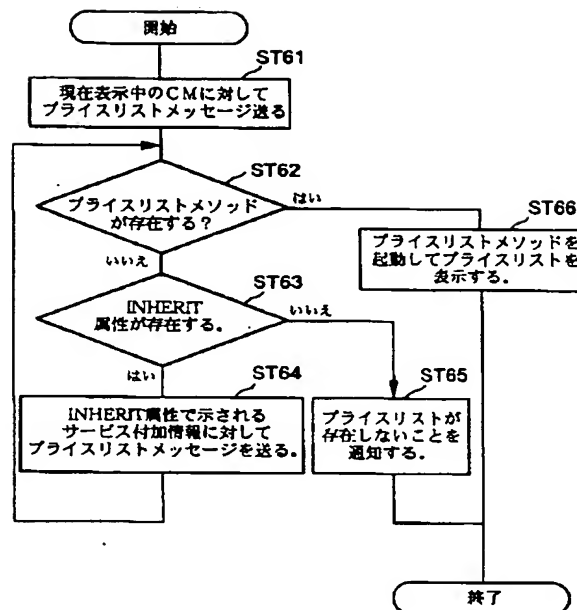 開始
ST61
現在表示中のCMに対して
プライスリストメッセージ送る
ST62
プライスリストメソッド
が存在する?
はい
いいえ
ST66
プライスリストメソッドを
起動してプライスリストを
表示する。
ST63
INHERIT
属性が存在する。
いいえ
はい
ST64
INHERIT属性で示される
サービス付加情報に対して
プライスリストメッセージを送る。
ST65
プライスリストが
存在しないことを
通知する。
終了